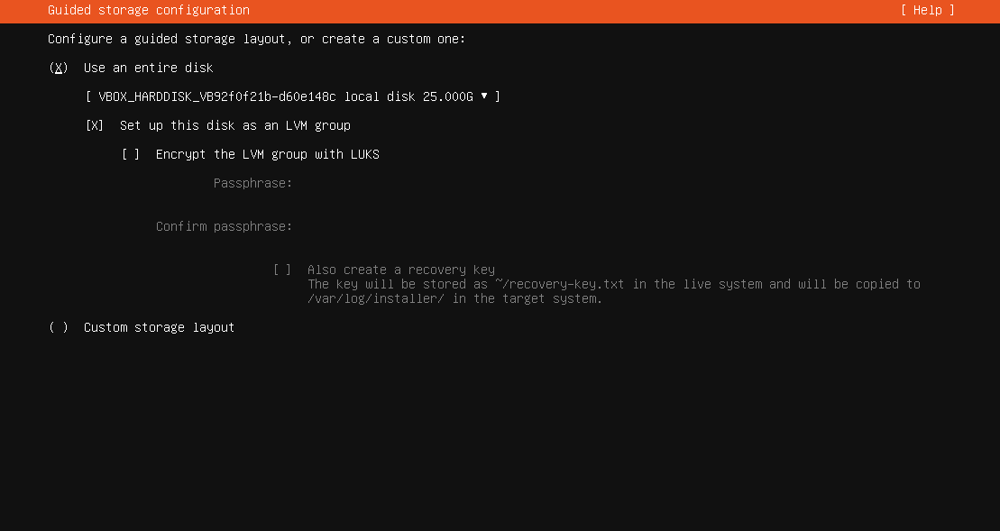 Guided storage configuration [ Help ]
Configure a guided storage layout, or create a custom one:
(X) Use an entire disk
[ VBOX_HARDDISK_VB92f0f21b-d60e148c local disk 25.000G ▾ ]
[X] Set up this disk as an LVM group
[ ] Encrypt the LVM group with LUKS
Passphrase:
Confirm passphrase:
[ ] Also create a recovery key
The key will be stored as ~/recovery-key.txt in the live system and will be copied to
/var/log/installer/ in the target system.
( ) Custom storage layout